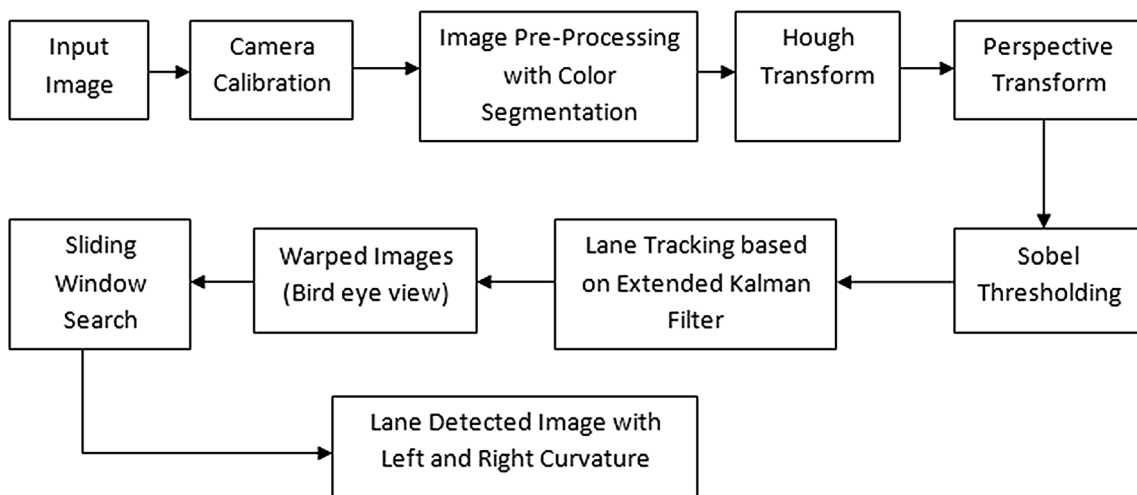 Input
Image
Camera
Calibration
Image Pre-Processing
with Color
Segmentation
Hough
Transform
Perspective
Transform
Sobel
Thresholding
Lane Tracking based
on Extended Kalman
Filter
Warped Images
(Bird eye view)
Sliding
Window
Search
Lane Detected Image with
Left and Right Curvature